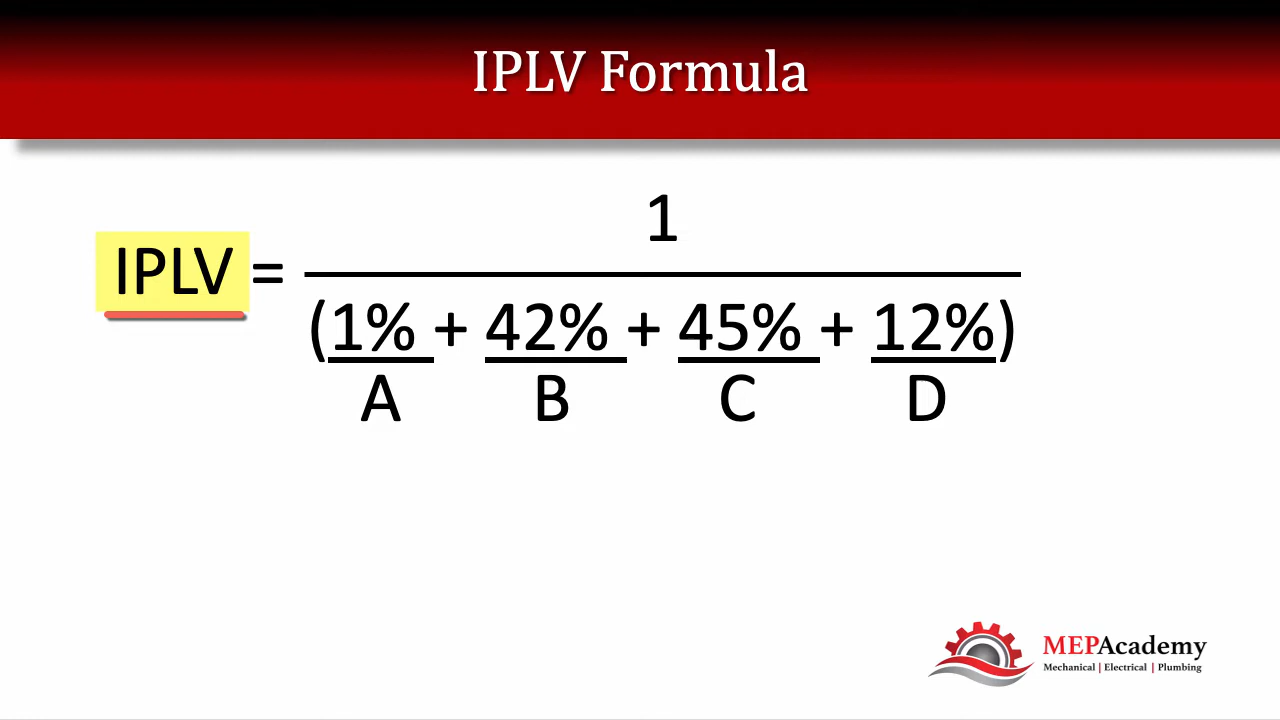 IPLV Formula
1
IPLV =
(1% + 42% + 45% + 12%)
A B C D
MEPAcademy
Mechanical | Electrical | Plumbing